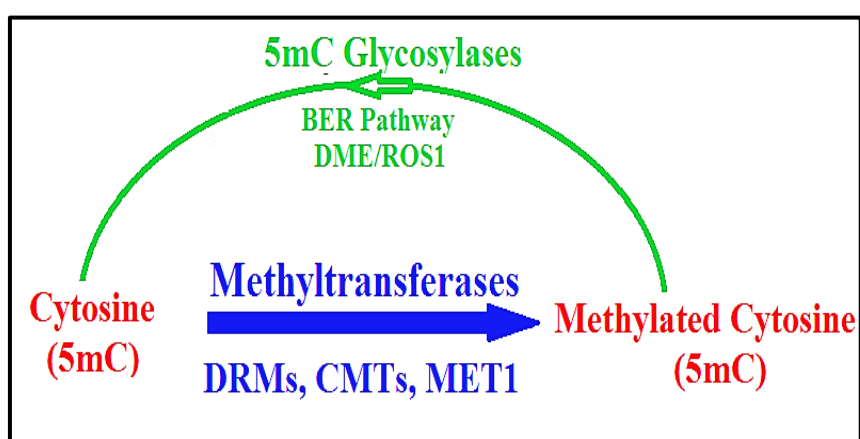 5mC Glycosylases
BER Pathway
DME/ROS1
Methyltransferases
Cytosine
(5mC)
Methylated Cytosine
(5mC)
DRMs, CMTs, MET1